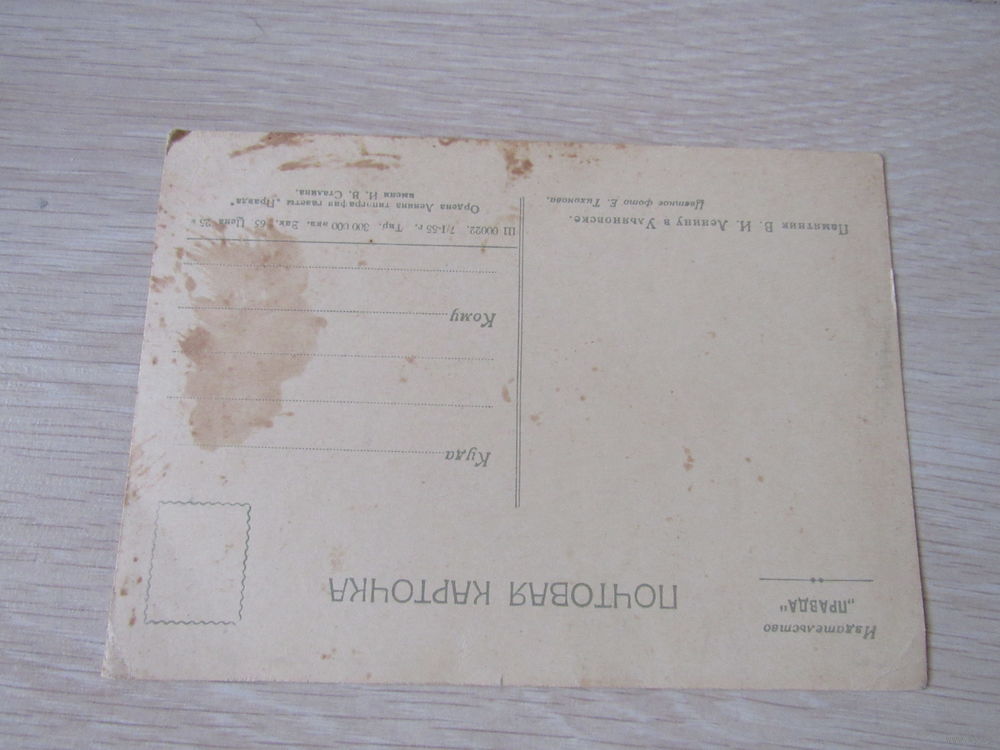 Издательство
„ПРАВДА"
ПОЧТОВАЯ КАРТОЧКА
Куда
Кому
Памятник В. И. Ленину в Ульяновске.
Цветное фото Е. Тихонова.
Ш 00022. 7/I-55 г. Тир. 300 000 экз. Зак. 65 Цена 25 к
Ордена Ленина типография газеты „Правда"
имени И. В. Сталина.